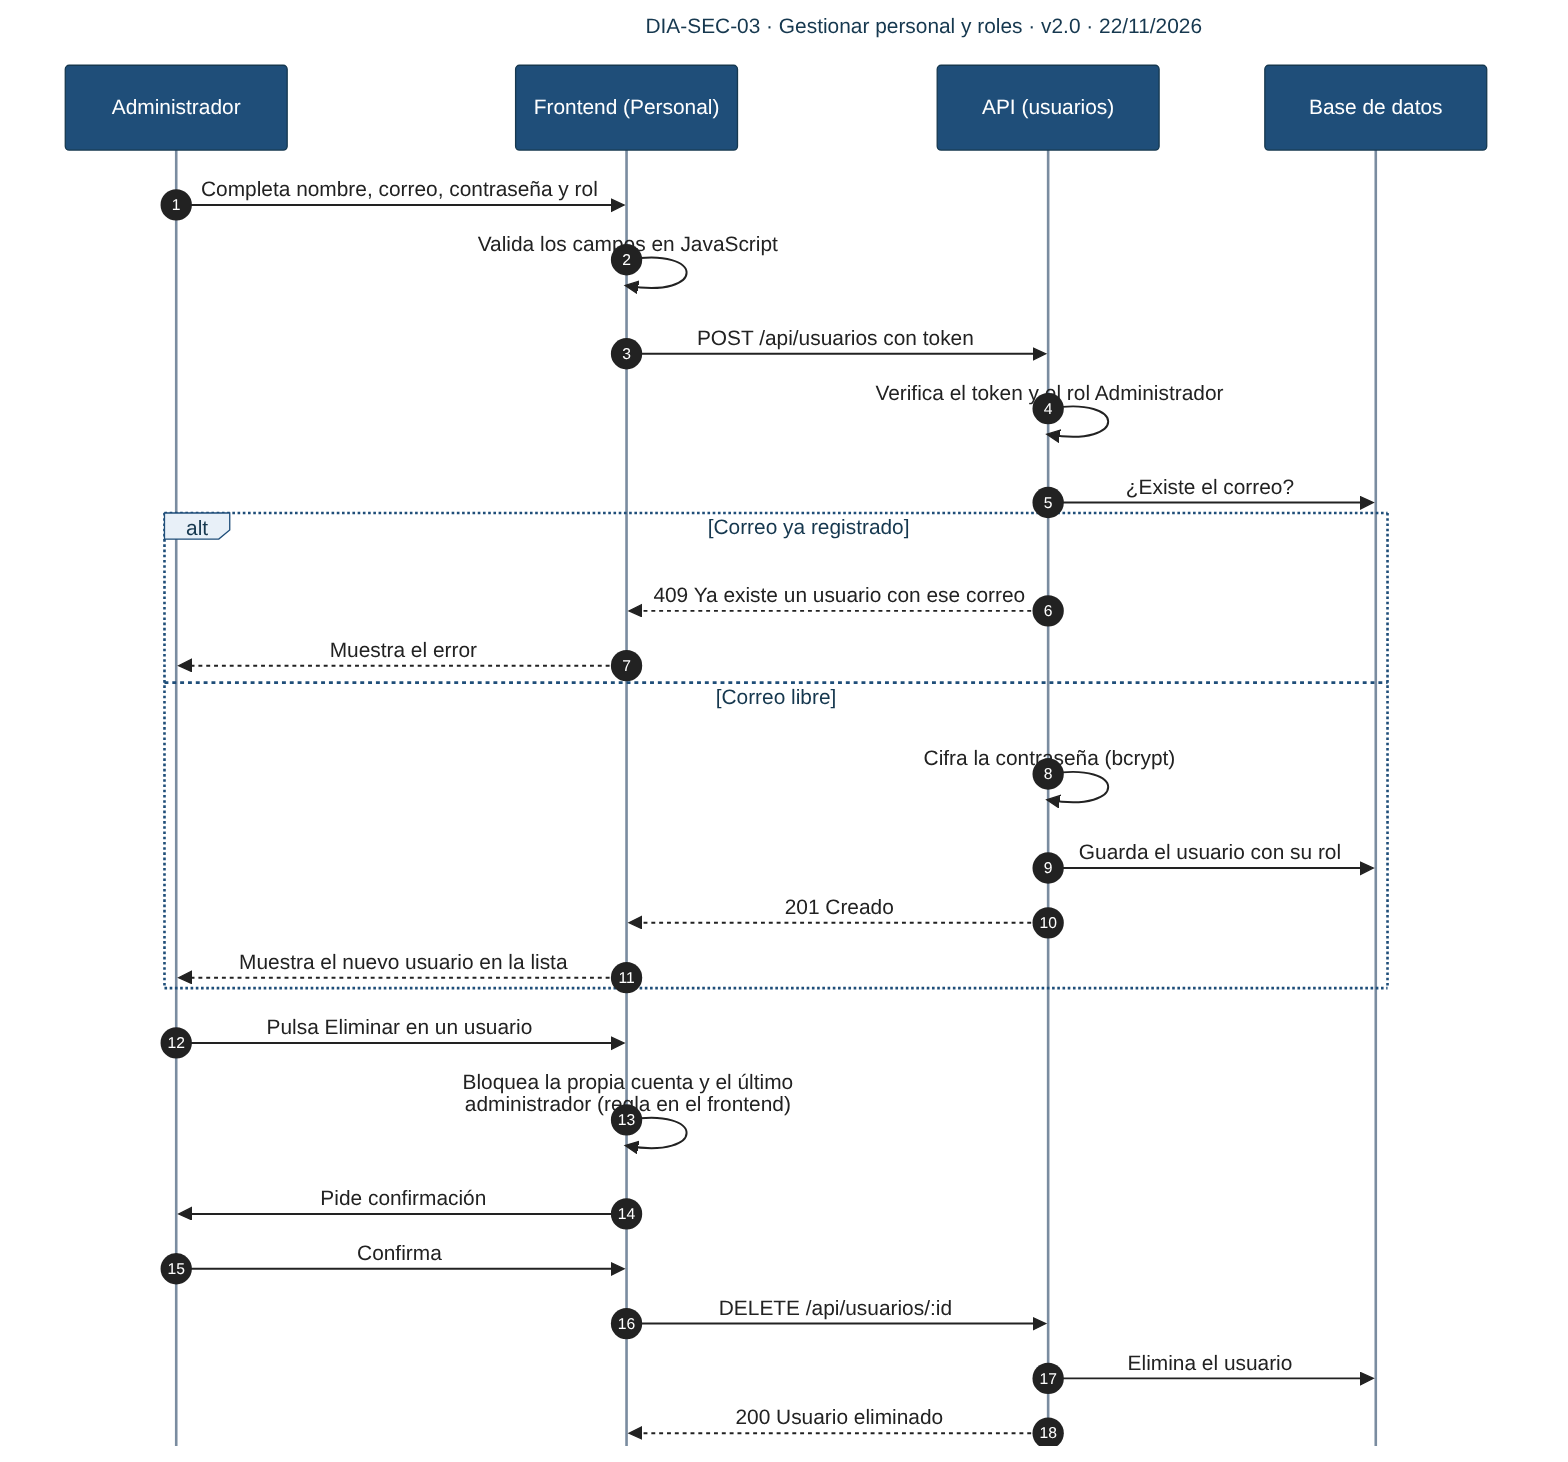 DIA-SEC-03 · Gestionar personal y roles · v2.0 · 22/11/2026
Administrador
Frontend (Personal)
API (usuarios)
Base de datos
1
Completa nombre, correo, contraseña y rol
Valida los campos en JavaScript
2
POST /api/usuarios con token
3
Verifica el token y el rol Administrador
4
¿Existe el correo?
5
alt
[Correo ya registrado]
409 Ya existe un usuario con ese correo
6
Muestra el error
7
[Correo libre]
Cifra la contraseña (bcrypt)
8
Guarda el usuario con su rol
9
201 Creado
10
Muestra el nuevo usuario en la lista
11
Pulsa Eliminar en un usuario
12
Bloquea la propia cuenta y el último
administrador (regla en el frontend)
13
Pide confirmación
14
Confirma
15
DELETE /api/usuarios/:id
16
Elimina el usuario
17
200 Usuario eliminado
18